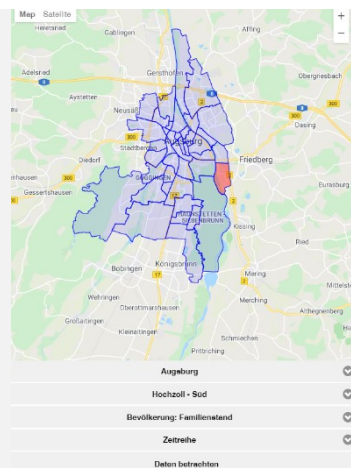 Map Satellite
+
−
Gablingen
Affing
Gersthofen
Adelsried
Obergriesbach
Aystetten
Neusäß
Dasing
Stadtbergen
Augsburg
Friedberg
Diedorf
Gessertshausen
GÖGGINGEN
Eurasburg
HAUNSTETTEN
SIEBENBRUNN
Kissing
Ried
Bobingen
Königsbrunn
Mering
Wehringen
Oberottmarshausen
Merching
Großaitingen
Althegnenberg
Kleinaitingen
Schmiechen
Prittriching
Augsburg
Hochzoll - Süd
Bevölkerung: Familienstand
Zeitreihe
Daten betrachten